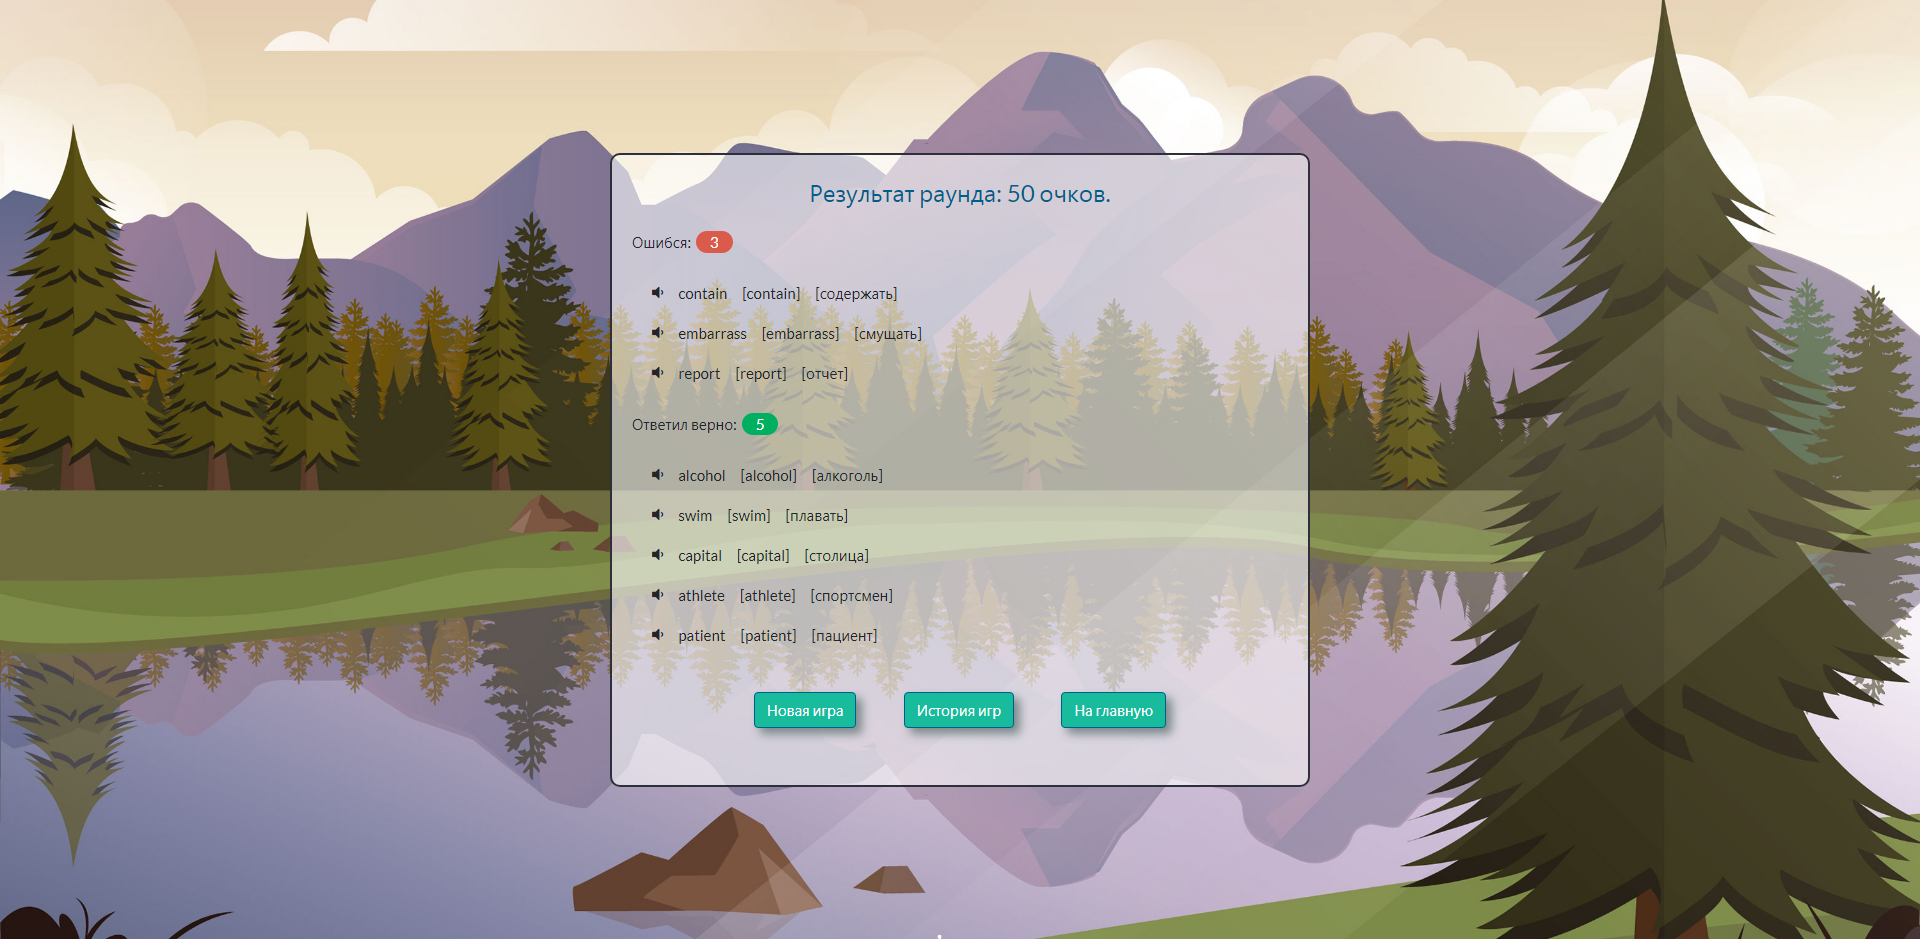 Результат раунда: 50 очков.
Ошибся: 3
contain [contain] [содержать]
embarrass [embarrass] [смущать]
report [report] [отчет]
Ответил верно: 5
alcohol [alcohol] [алкоголь]
swim [swim] [плавать]
capital [capital] [столица]
athlete [athlete] [спортсмен]
patient [patient] [пациент]
Новая игра История игр На главную